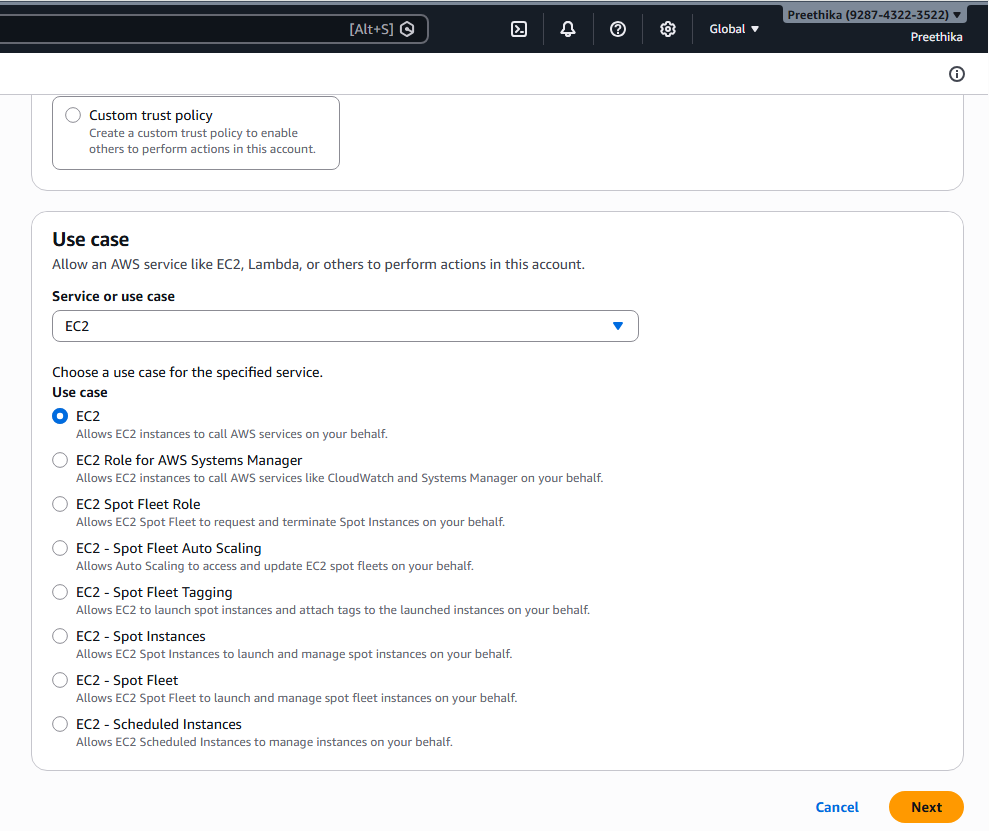 Preethika (9287-4322-3522)
[Alt+S]
Global
Preethika
Custom trust policy
Create a custom trust policy to enable
others to perform actions in this account.
Use case
Allow an AWS service like EC2, Lambda, or others to perform actions in this account.
Service or use case
EC2
Choose a use case for the specified service.
Use case
EC2
Allows EC2 instances to call AWS services on your behalf.
EC2 Role for AWS Systems Manager
Allows EC2 instances to call AWS services like CloudWatch and Systems Manager on your behalf.
EC2 Spot Fleet Role
Allows EC2 Spot Fleet to request and terminate Spot Instances on your behalf.
EC2 - Spot Fleet Auto Scaling
Allows Auto Scaling to access and update EC2 spot fleets on your behalf.
EC2 - Spot Fleet Tagging
Allows EC2 to launch spot instances and attach tags to the launched instances on your behalf.
EC2 - Spot Instances
Allows EC2 Spot Instances to launch and manage spot instances on your behalf.
EC2 - Spot Fleet
Allows EC2 Spot Fleet to launch and manage spot fleet instances on your behalf.
EC2 - Scheduled Instances
Allows EC2 Scheduled Instances to manage instances on your behalf.
Cancel
Next